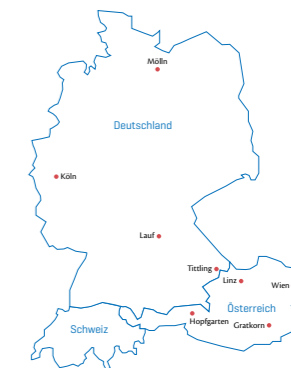 Mölln
Deutschland
Köln
Lauf
Tittling
Linz
Wien
Österreich
Hopfgarten
Gratkorn
Schweiz